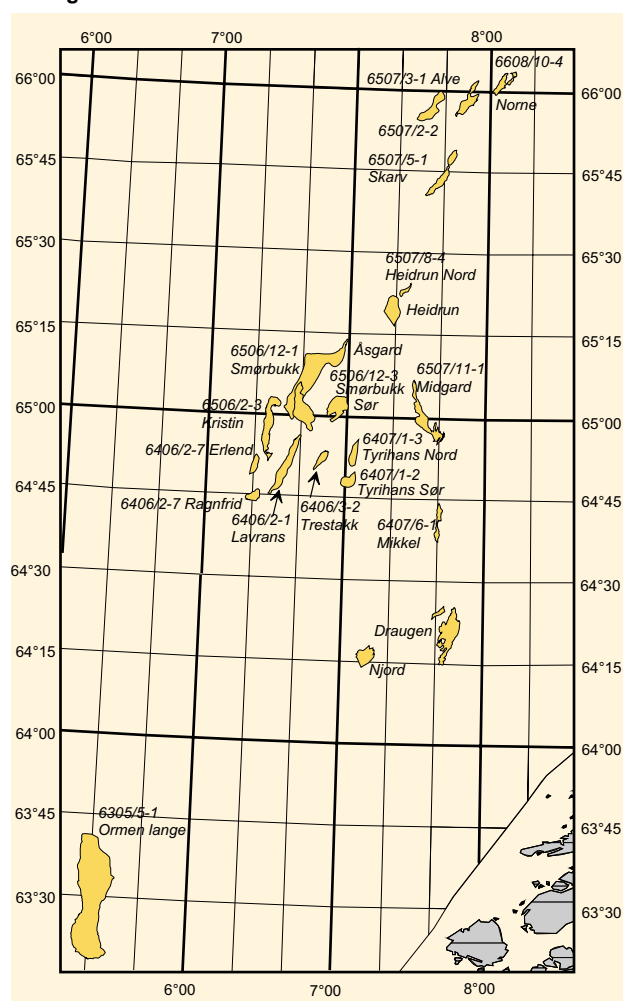 6°00
7°00
8°00
6608/10-4
6507/3-1 Alve
66°00
66°00
Norne
6507/2-2
6507/5-1
Skarv
65°45
65°45
65°30
6507/8-4
Heidrun Nord
65°30
Heidrun
65°15
65°15
6506/12-1
Smørbukk
Åsgard
6506/12-3
Smørbukk
Sør
6507/11-1
Midgard
65°00
6506/2-3
Kristin
65°00
6407/1-3
Tyrihans Nord
6406/2-7 Erlend
6407/1-2
Tyrihans Sør
64°45
64°45
6406/2-7 Ragnfrid
6406/2-1
Lavrans
6406/3-2
Trestakk
6407/6-1
Mikkel
64°30
64°30
Draugen
64°15
64°15
Njord
64°00
64°00
63°45
6305/5-1
Ormen lange
63°45
63°30
63°30
6°00
7°00
8°00